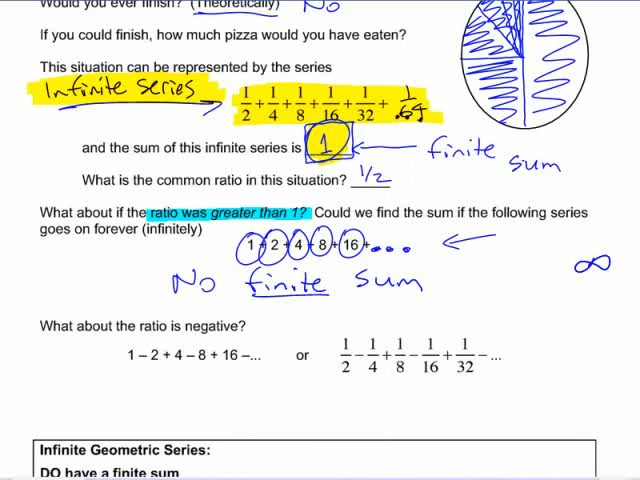 Would you ever finish? (Theoretically) No
If you could finish, how much pizza would you have eaten?
This situation can be represented by the series
Infinite series
1/2 + 1/4 + 1/8 + 1/16 + 1/32 + 1/64 ...
and the sum of this infinite series is 1 finite sum
What is the common ratio in this situation? 1/2
What about if the ratio was greater than 1? Could we find the sum if the following series
goes on forever (infinitely)
1 + 2 + 4 + 8 + 16 + ...
∞
No finite sum
What about the ratio is negative?
1 – 2 + 4 – 8 + 16 –... or 1/2 − 1/4 + 1/8 − 1/16 + 1/32 − ...
Infinite Geometric Series:
DO have a finite sum